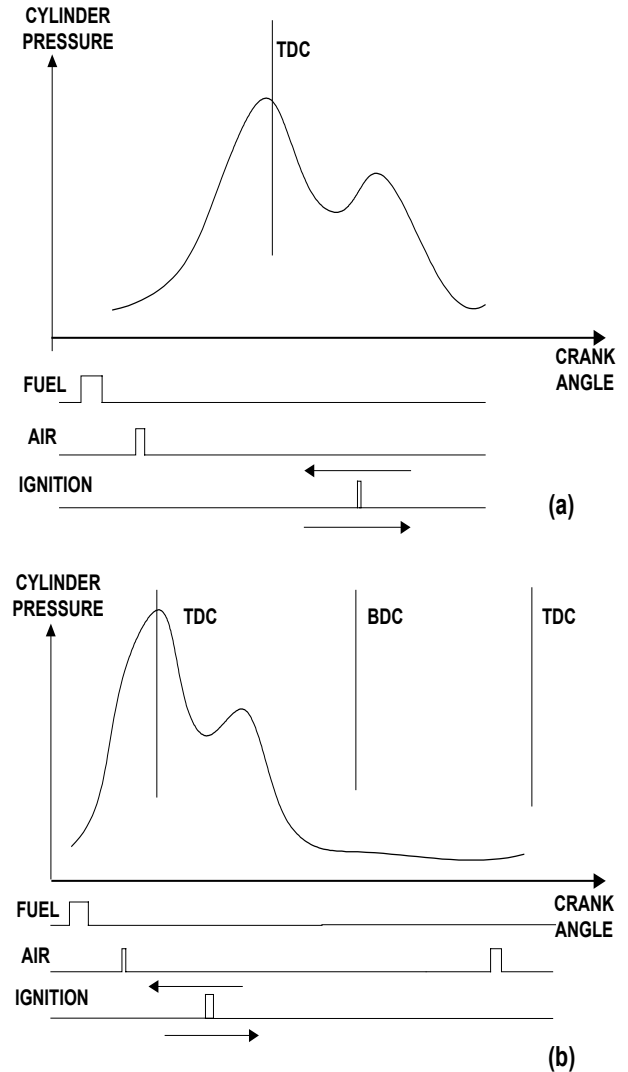 CYLINDER
PRESSURE
TDC
CRANK
ANGLE
FUEL
AIR
IGNITION
(a)
CYLINDER
PRESSURE
TDC
BDC
TDC
CRANK
ANGLE
FUEL
AIR
IGNITION
(b)